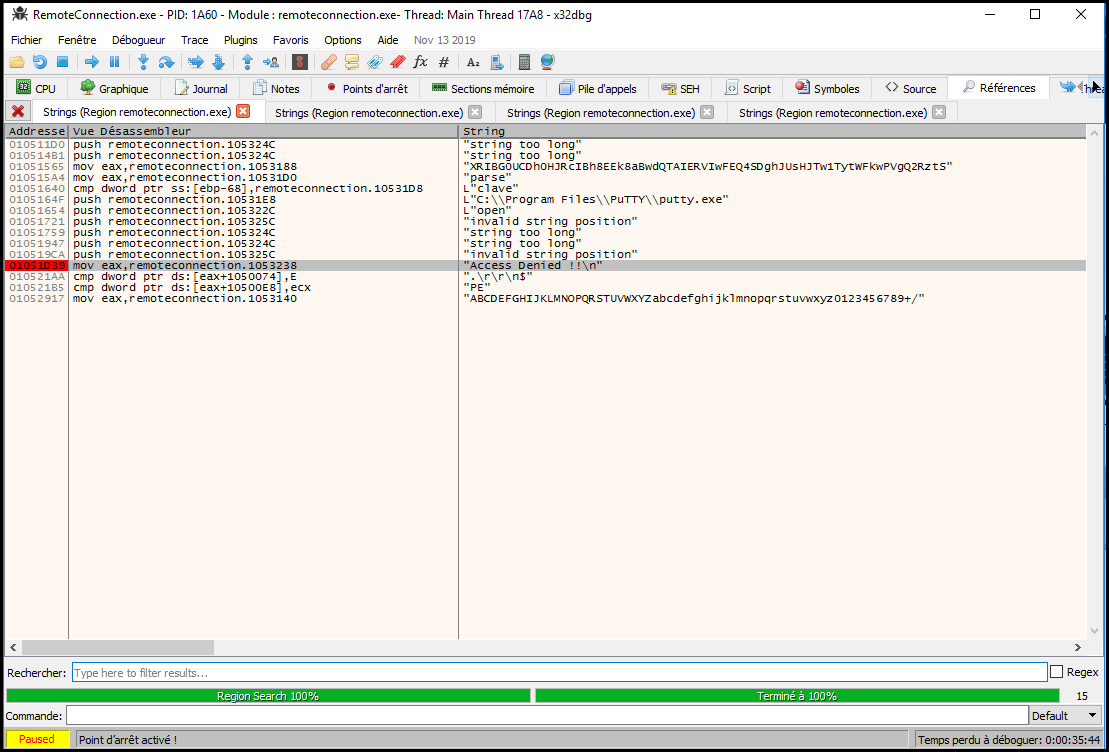 RemoteConnection.exe - PID: 1A60 - Module : remoteconnection.exe- Thread: Main Thread 17A8 - x32dbg
Fichier Fenêtre Débogueur Trace Plugins Favoris Options Aide Nov 13 2019
CPU Graphique Journal Notes Points d'arrêt Sections mémoire Pile d'appels SEH Script Symboles Source Références
Strings (Region remoteconnection.exe) Strings (Region remoteconnection.exe) Strings (Region remoteconnection.exe) Strings (Region remoteconnection.exe)
Addresse Vue Désassembleur String
010511D0 push remoteconnection.105324C "string too long"
010514B1 push remoteconnection.105324C "string too long"
01051565 mov eax,remoteconnection.1053188 "XRIBGOUCDh0HJRcIBh8EEk8aBwdQTAIERVIwFEQ4SDghJUsHJTw1TytWFkwPVgQ2RztS"
010515A4 mov eax,remoteconnection.10531D0 "parse"
01051640 cmp dword ptr ss:[ebp-68],remoteconnection.10531D8 L"clave"
0105164F push remoteconnection.10531E8 L"C:\\Program Files\\PuTTY\\putty.exe"
01051654 push remoteconnection.105322C L"open"
01051721 push remoteconnection.105325C "invalid string position"
01051759 push remoteconnection.105324C "string too long"
01051947 push remoteconnection.105324C "string too long"
010519CA push remoteconnection.105325C "invalid string position"
01051D39 mov eax,remoteconnection.1053238 "Access Denied !!\n"
010521AA cmp dword ptr ds:[eax+1050074],E ".\r\r\n$"
010521B5 cmp dword ptr ds:[eax+10500E8],ecx "PE"
01052917 mov eax,remoteconnection.1053140 "ABCDEFGHIJKLMNOPQRSTUVWXYZabcdefghijklmnopqrstuvwxyz0123456789+/"
Rechercher: Type here to filter results... Regex
Region Search 100% Terminé à 100% 15
Commande: Default
Paused Point d'arrêt activé ! Temps perdu à déboguer: 0:00:35:44